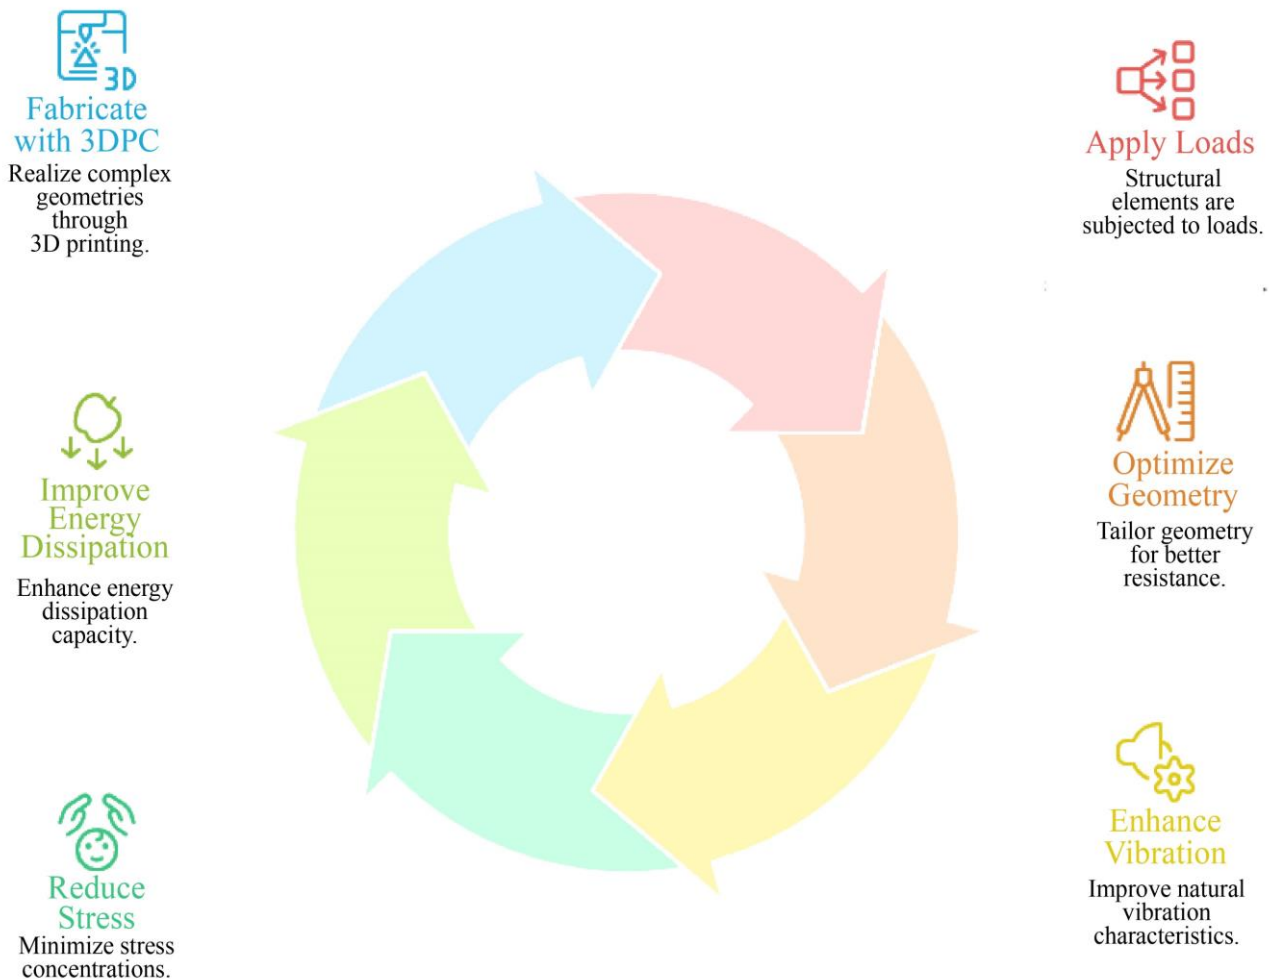 3D
Fabricate
with 3DPC
Realize complex
geometries
through
3D printing.
Apply Loads
Structural
elements are
subjected to loads.
Improve
Energy
Dissipation
Enhance energy
dissipation
capacity.
Optimize
Geometry
Tailor geometry
for better
resistance.
Reduce
Stress
Minimize stress
concentrations.
Enhance
Vibration
Improve natural
vibration
characteristics.